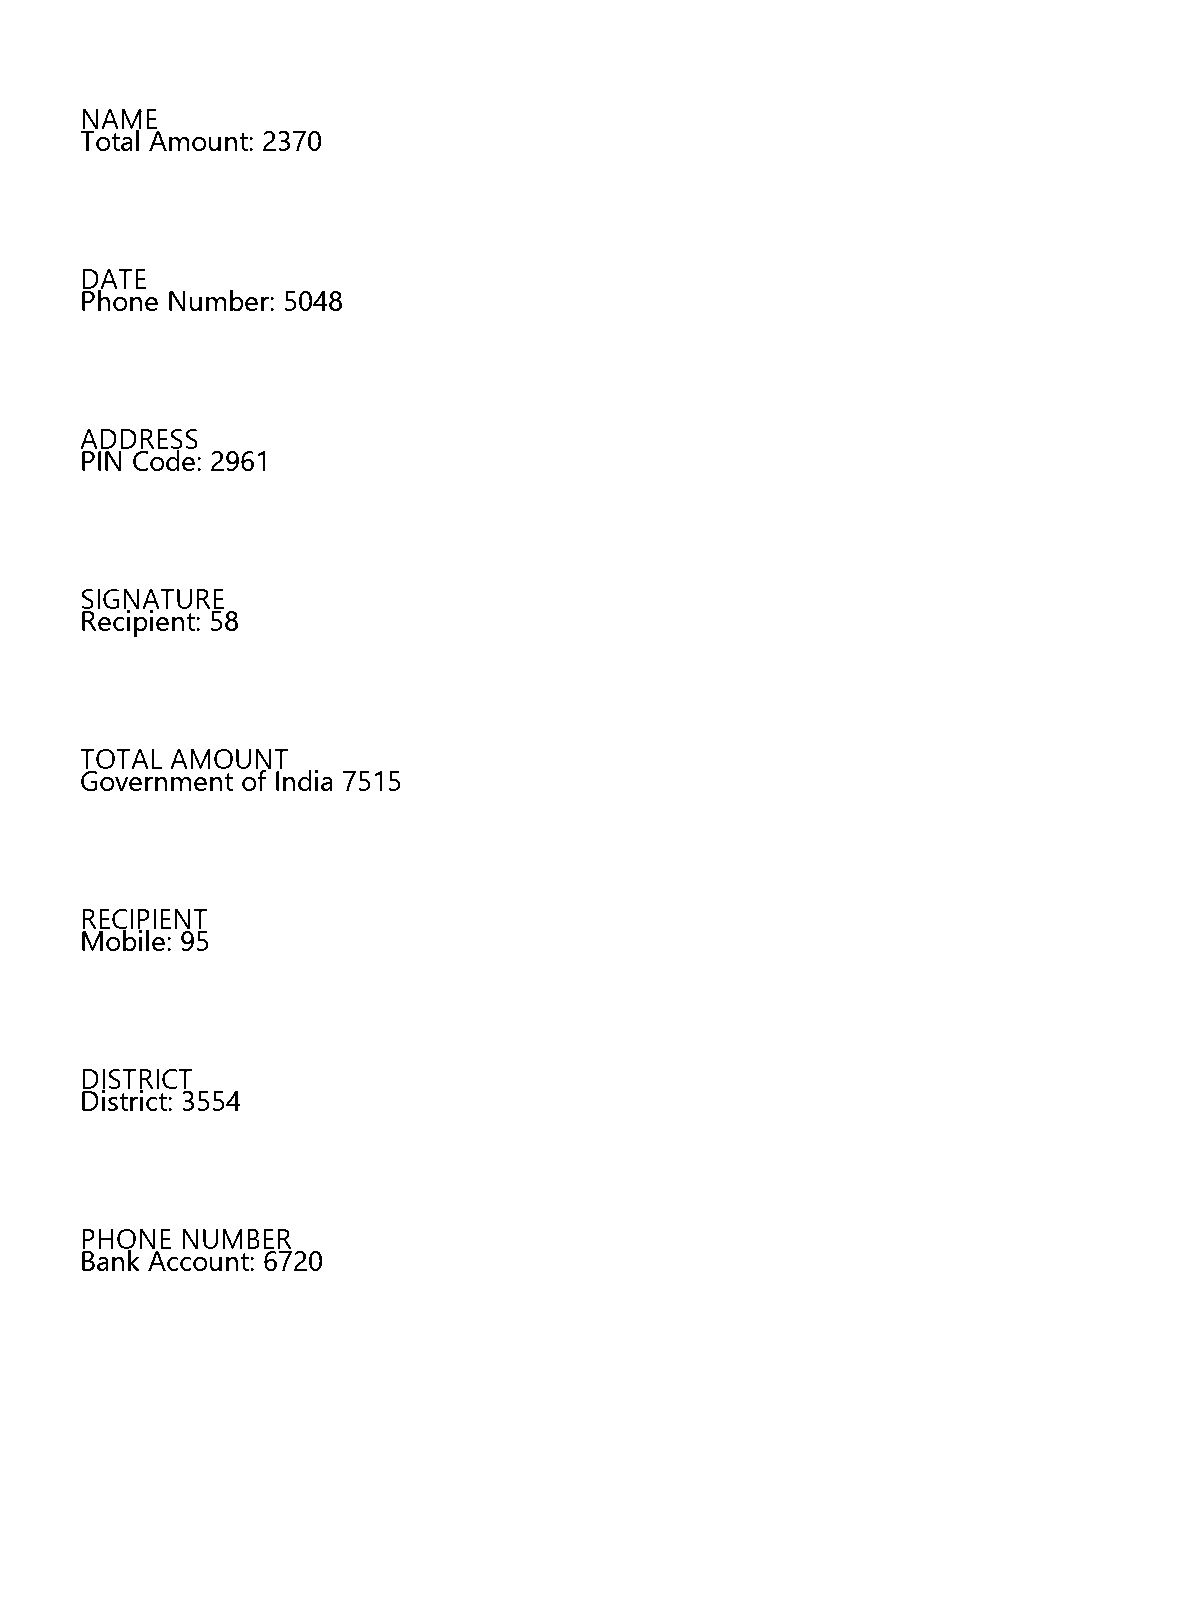 NAME
Total Amount: 2370
DATE
Phone Number: 5048
ADDRESS
PIN Code: 2961
SIGNATURE
Recipient: 58
TOTAL AMOUNT
Government of India 7515
RECIPIENT
Mobile: 95
DISTRICT
District: 3554
PHONE NUMBER
Bank Account: 6720